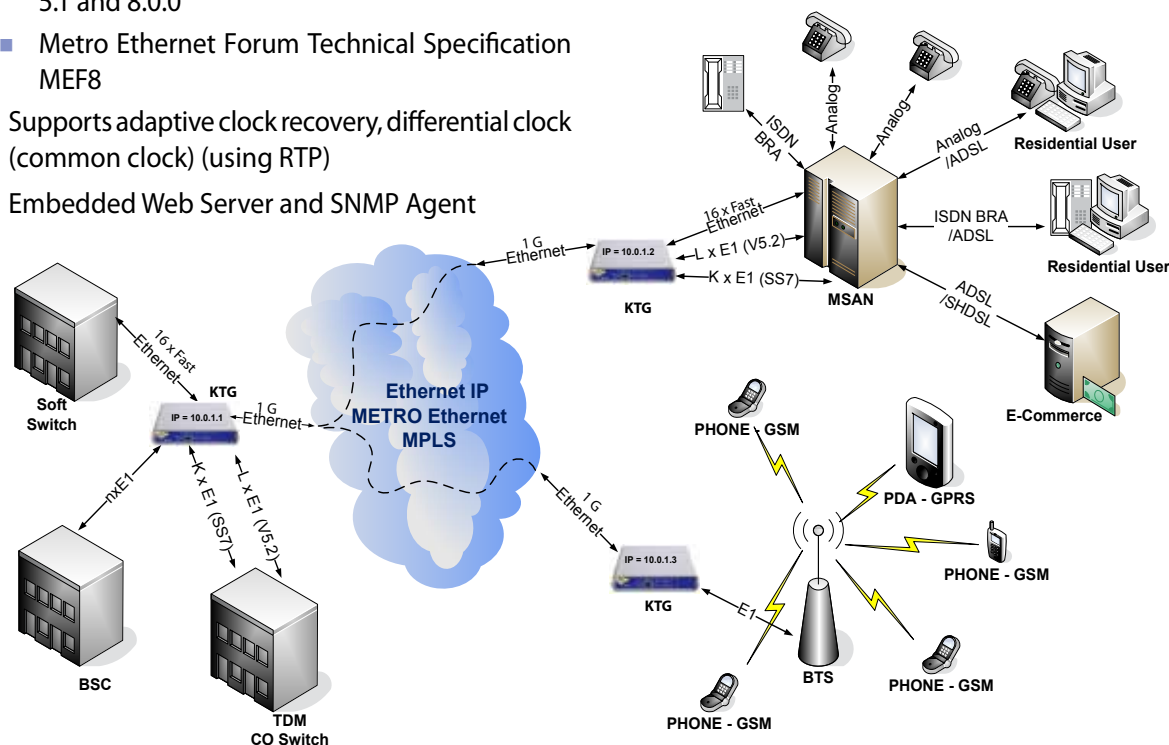 5.1 and 8.0.0
■ Metro Ethernet Forum Technical Specification
MEF8
Supports adaptive clock recovery, differential clock
(common clock) (using RTP)
Embedded Web Server and SNMP Agent
ISDN
BRA
Analog
Analog
Analog
/ADSL
Residential User
ISDN BRA
/ADSL
Residential User
ADSL
/SHDSL
E-Commerce
MSAN
16 x Fast
Ethernet
L x E1 (V5.2)
K x E1 (SS7)
IP = 10.0.1.2
KTG
1 G
Ethernet
Soft
Switch
16 x Fast
Ethernet
KTG
IP = 10.0.1.1
1 G
Ethernet
Ethernet IP
METRO Ethernet
MPLS
nxE1
K x E1 (SS7)
L x E1 (V5.2)
BSC
TDM
CO Switch
1 G
Ethernet
IP = 10.0.1.3
KTG
E1
BTS
PHONE - GSM
PDA - GPRS
PHONE - GSM
PHONE - GSM
PHONE - GSM